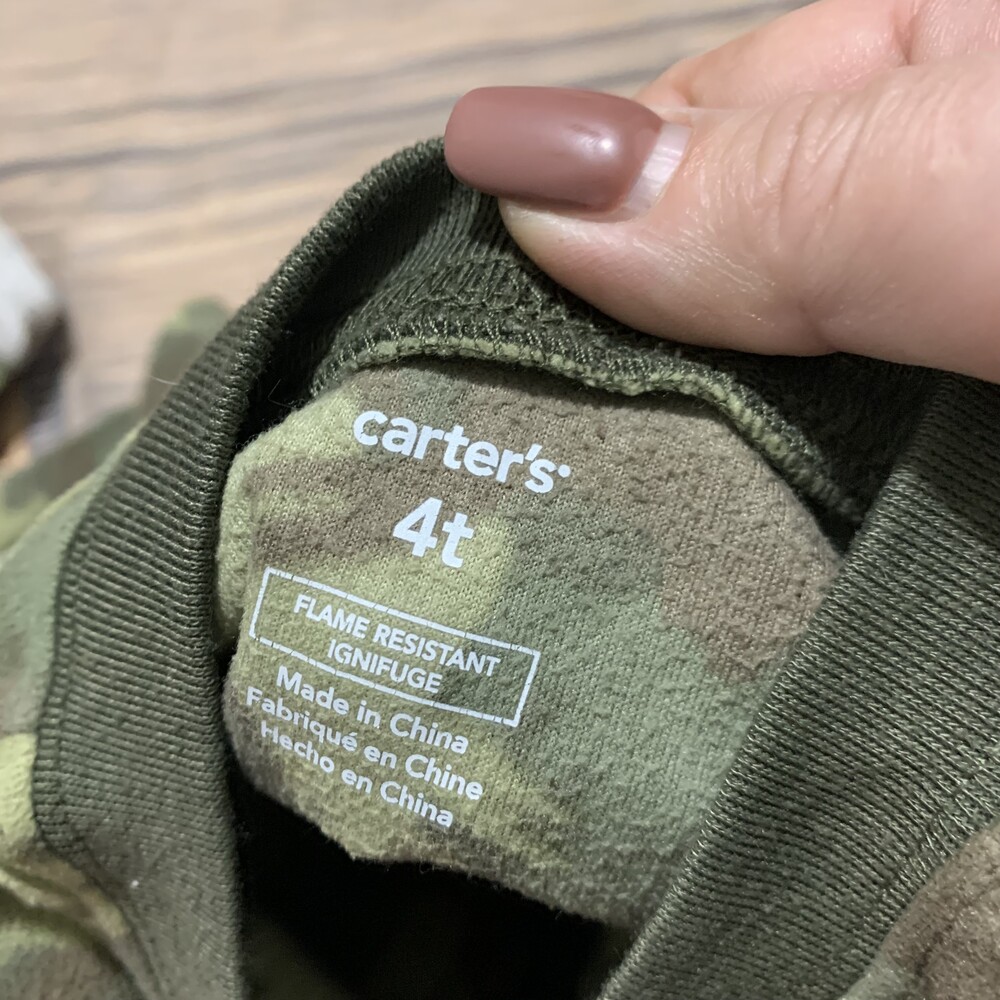 carter's
4t
FLAME RESISTANT
IGNIFUGE
Made in China
Fabriqué en Chine
Hecho en China